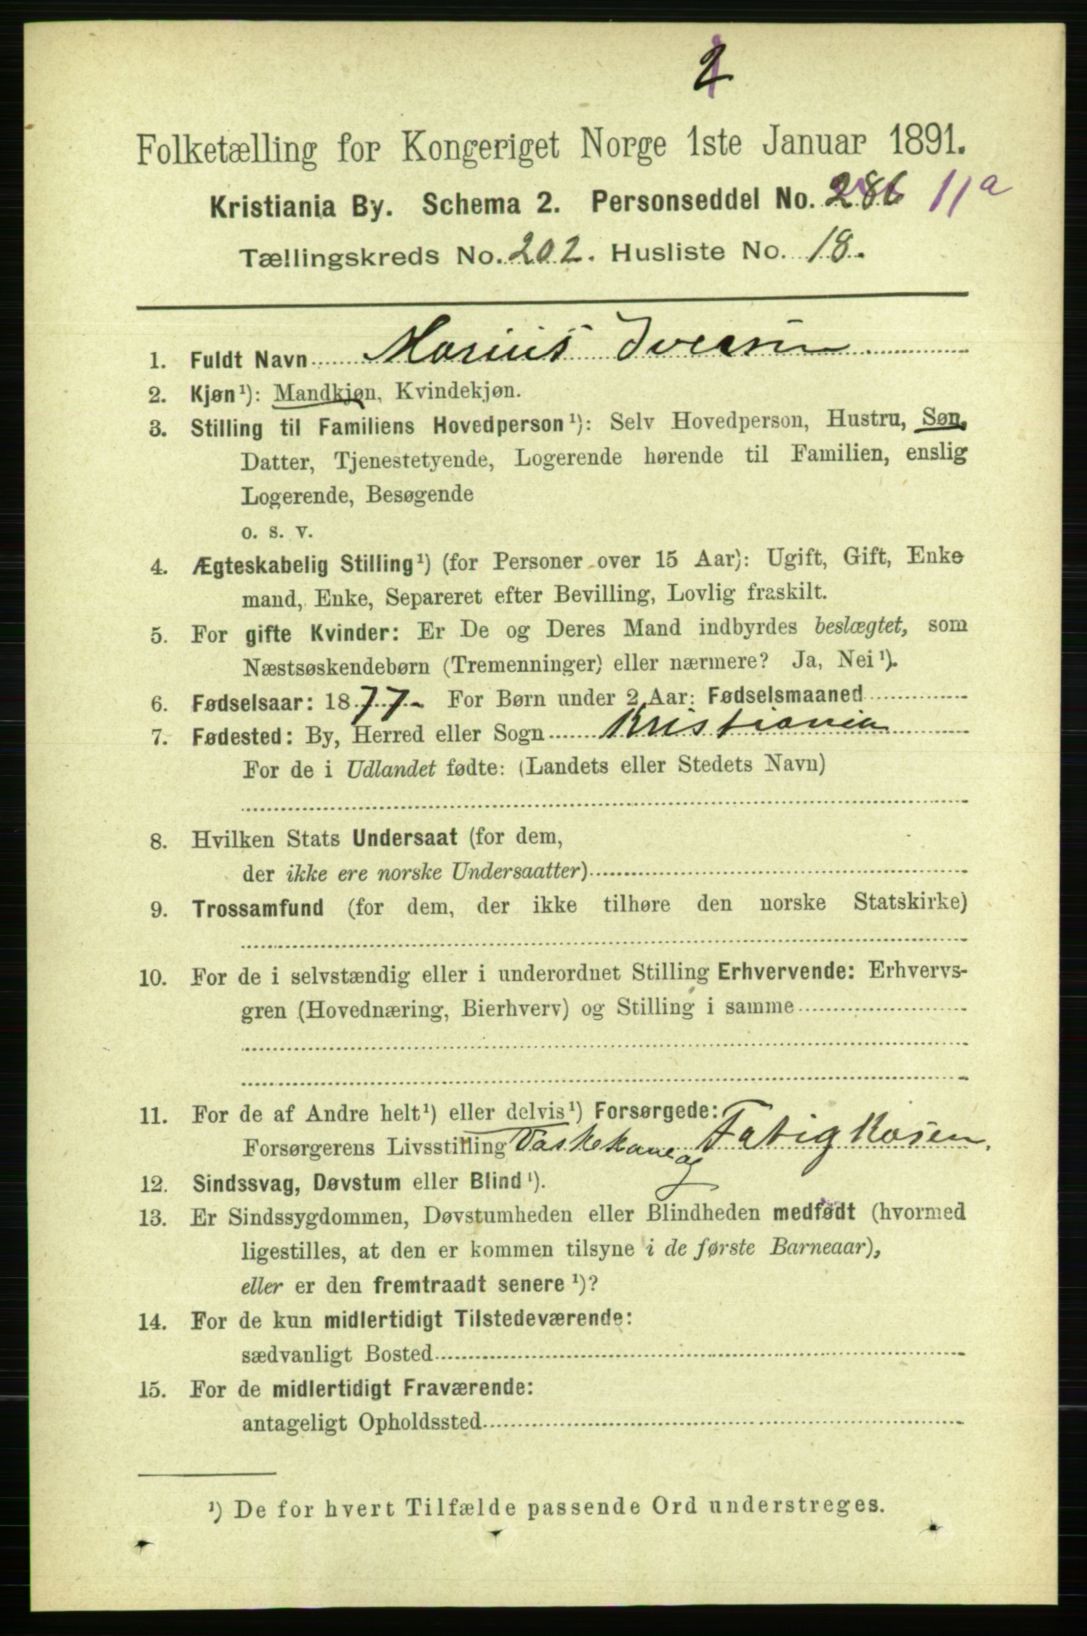 2
Folketælling for Kongeriget Norge 1ste Januar 1891.
Kristiania By. Schema 2. Personseddel No. 286 11a
Tællingskreds No. 202. Husliste No. 18.
1. Fuldt Navn Marius Iversen
2. Kjøn¹): Mandkjøn, Kvindekjøn.
3. Stilling til Familiens Hovedperson¹): Selv Hovedperson, Hustru, Søn,
Datter, Tjenestetyende, Logerende hørende til Familien, enslig
Logerende, Besøgende
o. s. v.
4. Ægteskabelig Stilling¹) (for Personer over 15 Aar): Ugift, Gift, Enke
mand, Enke, Separeret efter Bevilling, Lovlig fraskilt.
5. For gifte Kvinder: Er De og Deres Mand indbyrdes beslægtet, som
Næstsøskendebørn (Tremenninger) eller nærmere? Ja, Nei¹).
6. Fødselsaar: 1877- For Børn under 2 Aar: Fødselsmaaned
7. Fødested: By, Herred eller Sogn Kristiania
For de i Udlandet fødte: (Landets eller Stedets Navn)
8. Hvilken Stats Undersaat (for dem,
der ikke ere norske Undersaatter)
9. Trossamfund (for dem, der ikke tilhøre den norske Statskirke)
10. For de i selvstændig eller i underordnet Stilling Erhvervende: Erhvervs-
gren (Hovednæring, Bierhverv) og Stilling i samme
11. For de af Andre helt¹) eller delvis¹) Forsørgede:
Forsørgerens Livsstilling Vaskekone og Fatigkasen.
12. Sindssvag, Døvstum eller Blind¹).
13. Er Sindssygdommen, Døvstumheden eller Blindheden medfødt (hvormed
ligestilles, at den er kommen tilsyne i de første Barneaar),
eller er den fremtraadt senere¹)?
14. For de kun midlertidigt Tilstedeværende:
sædvanligt Bosted
15. For de midlertidigt Fraværende:
antageligt Opholdssted
¹) De for hvert Tilfælde passende Ord understreges.